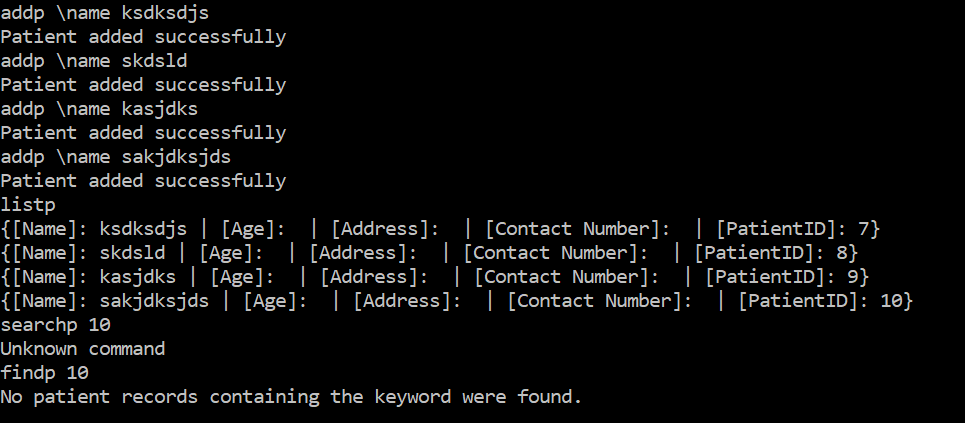 addp \name ksdksdjs
Patient added successfully
addp \name skdsld
Patient added successfully
addp \name kasjdks
Patient added successfully
addp \name sakjdksjds
Patient added successfully
listp
{[Name]: ksdksdjs | [Age]:  | [Address]:  | [Contact Number]:  | [PatientID]: 7}
{[Name]: skdsld | [Age]:  | [Address]:  | [Contact Number]:  | [PatientID]: 8}
{[Name]: kasjdks | [Age]:  | [Address]:  | [Contact Number]:  | [PatientID]: 9}
{[Name]: sakjdksjds | [Age]:  | [Address]:  | [Contact Number]:  | [PatientID]: 10}
searchp 10
Unknown command
findp 10
No patient records containing the keyword were found.